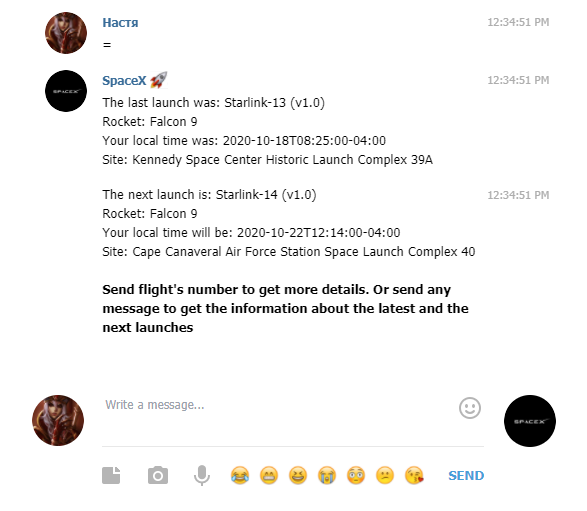 Настя
12:34:51 PM
=
SpaceX
12:34:51 PM
The last launch was: Starlink-13 (v1.0)
Rocket: Falcon 9
Your local time was: 2020-10-18T08:25:00-04:00
Site: Kennedy Space Center Historic Launch Complex 39A
The next launch is: Starlink-14 (v1.0)
12:34:51 PM
Rocket: Falcon 9
Your local time will be: 2020-10-22T12:14:00-04:00
Site: Cape Canaveral Air Force Station Space Launch Complex 40
Send flight's number to get more details. Or send any
message to get the information about the latest and the
next launches
Write a message...
SPACEX
SEND